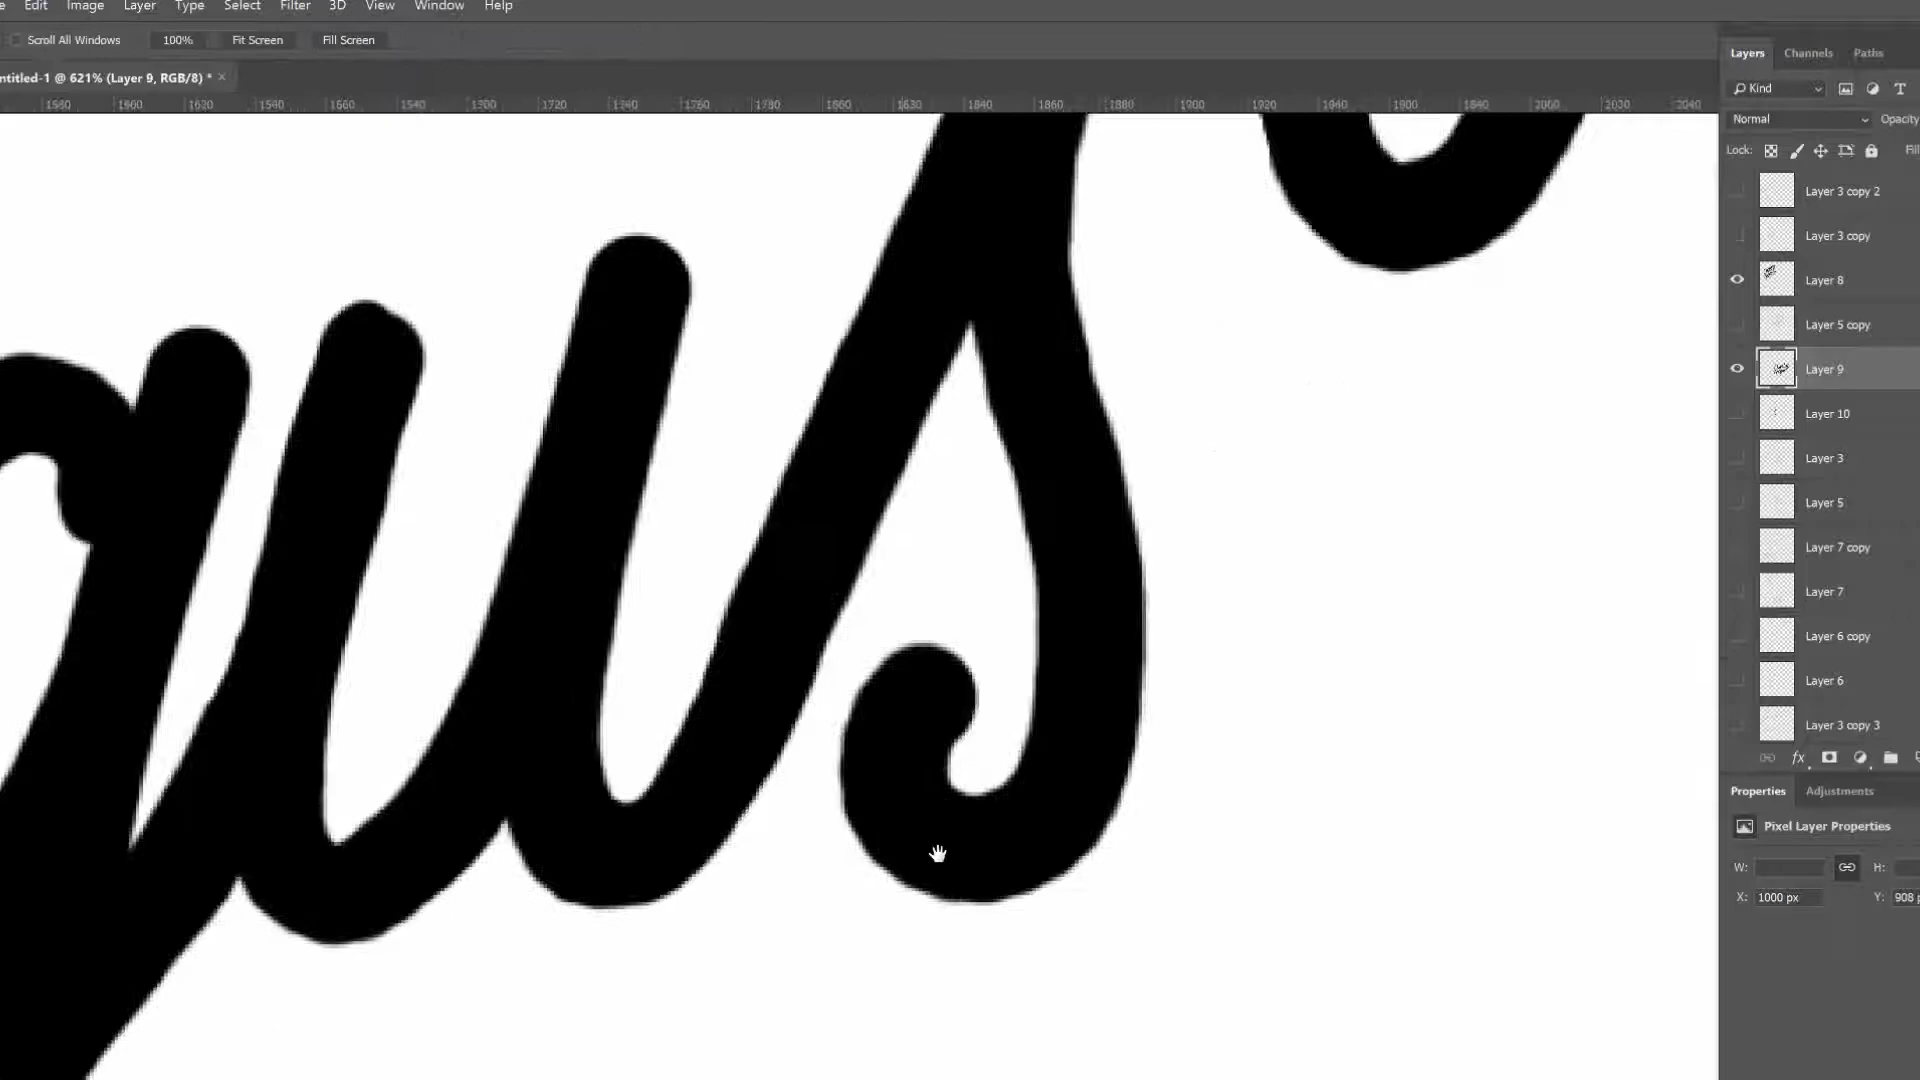 Edit Image Layer Type Select Filter 3D View Window Help
Scroll All Windows 100% Fit Screen Fill Screen
ntitled-1 @ 621% (Layer 9, RGB/8) * ×
Layers Channels Paths
Kind
Normal Opacity
Lock: Fill
Layer 3 copy 2
Layer 3 copy
Layer 8
Layer 5 copy
Layer 9
Layer 10
Layer 3
Layer 5
Layer 7 copy
Layer 7
Layer 6 copy
Layer 6
Layer 3 copy 3
fx
Properties Adjustments
Pixel Layer Properties
W: H:
X: 1000 px Y: 908 p
us